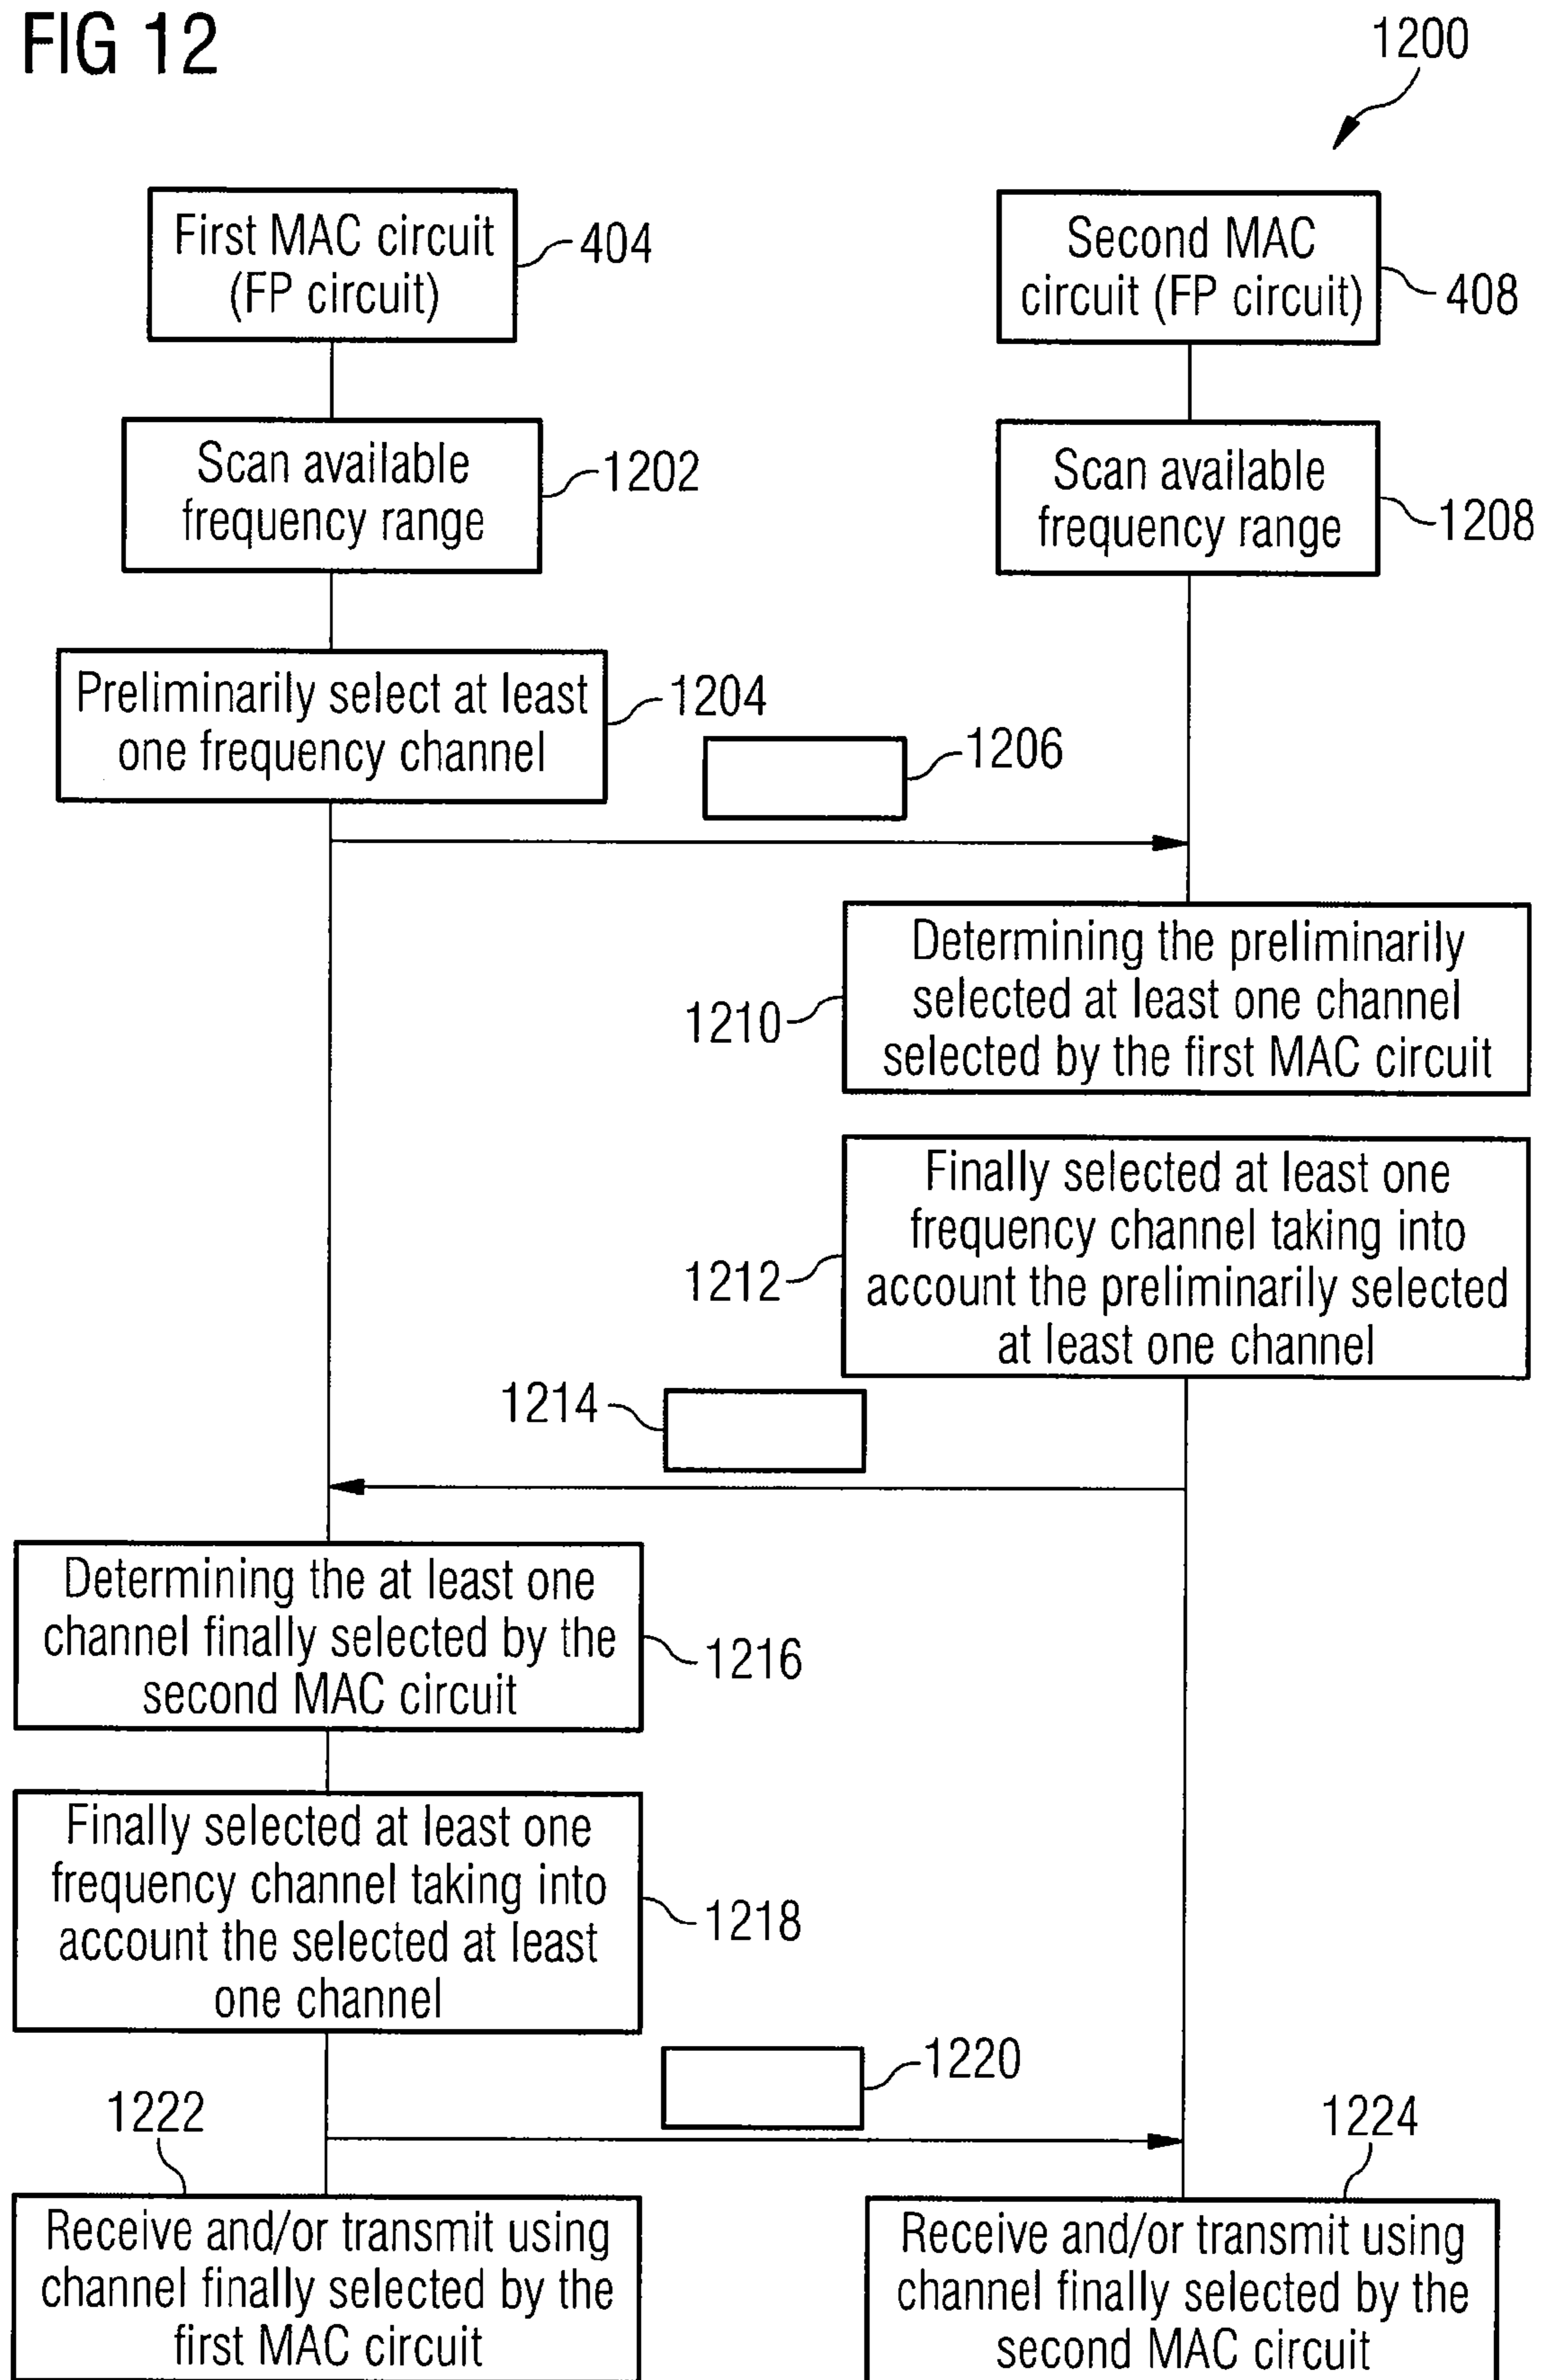 FIG 12
1200
First MAC circuit
(FP circuit)
404
Second MAC
circuit (FP circuit)
408
Scan available
frequency range
1202
Scan available
frequency range
1208
Preliminarily select at least
one frequency channel
1204
1206
Determining the preliminarily
selected at least one channel
selected by the first MAC circuit
1210
Finally selected at least one
frequency channel taking into
account the preliminarily selected
at least one channel
1212
1214
Determining the at least one
channel finally selected by the
second MAC circuit
1216
Finally selected at least one
frequency channel taking into
account the selected at least
one channel
1218
1220
1222
1224
Receive and/or transmit using
channel finally selected by the
first MAC circuit
Receive and/or transmit using
channel finally selected by the
second MAC circuit